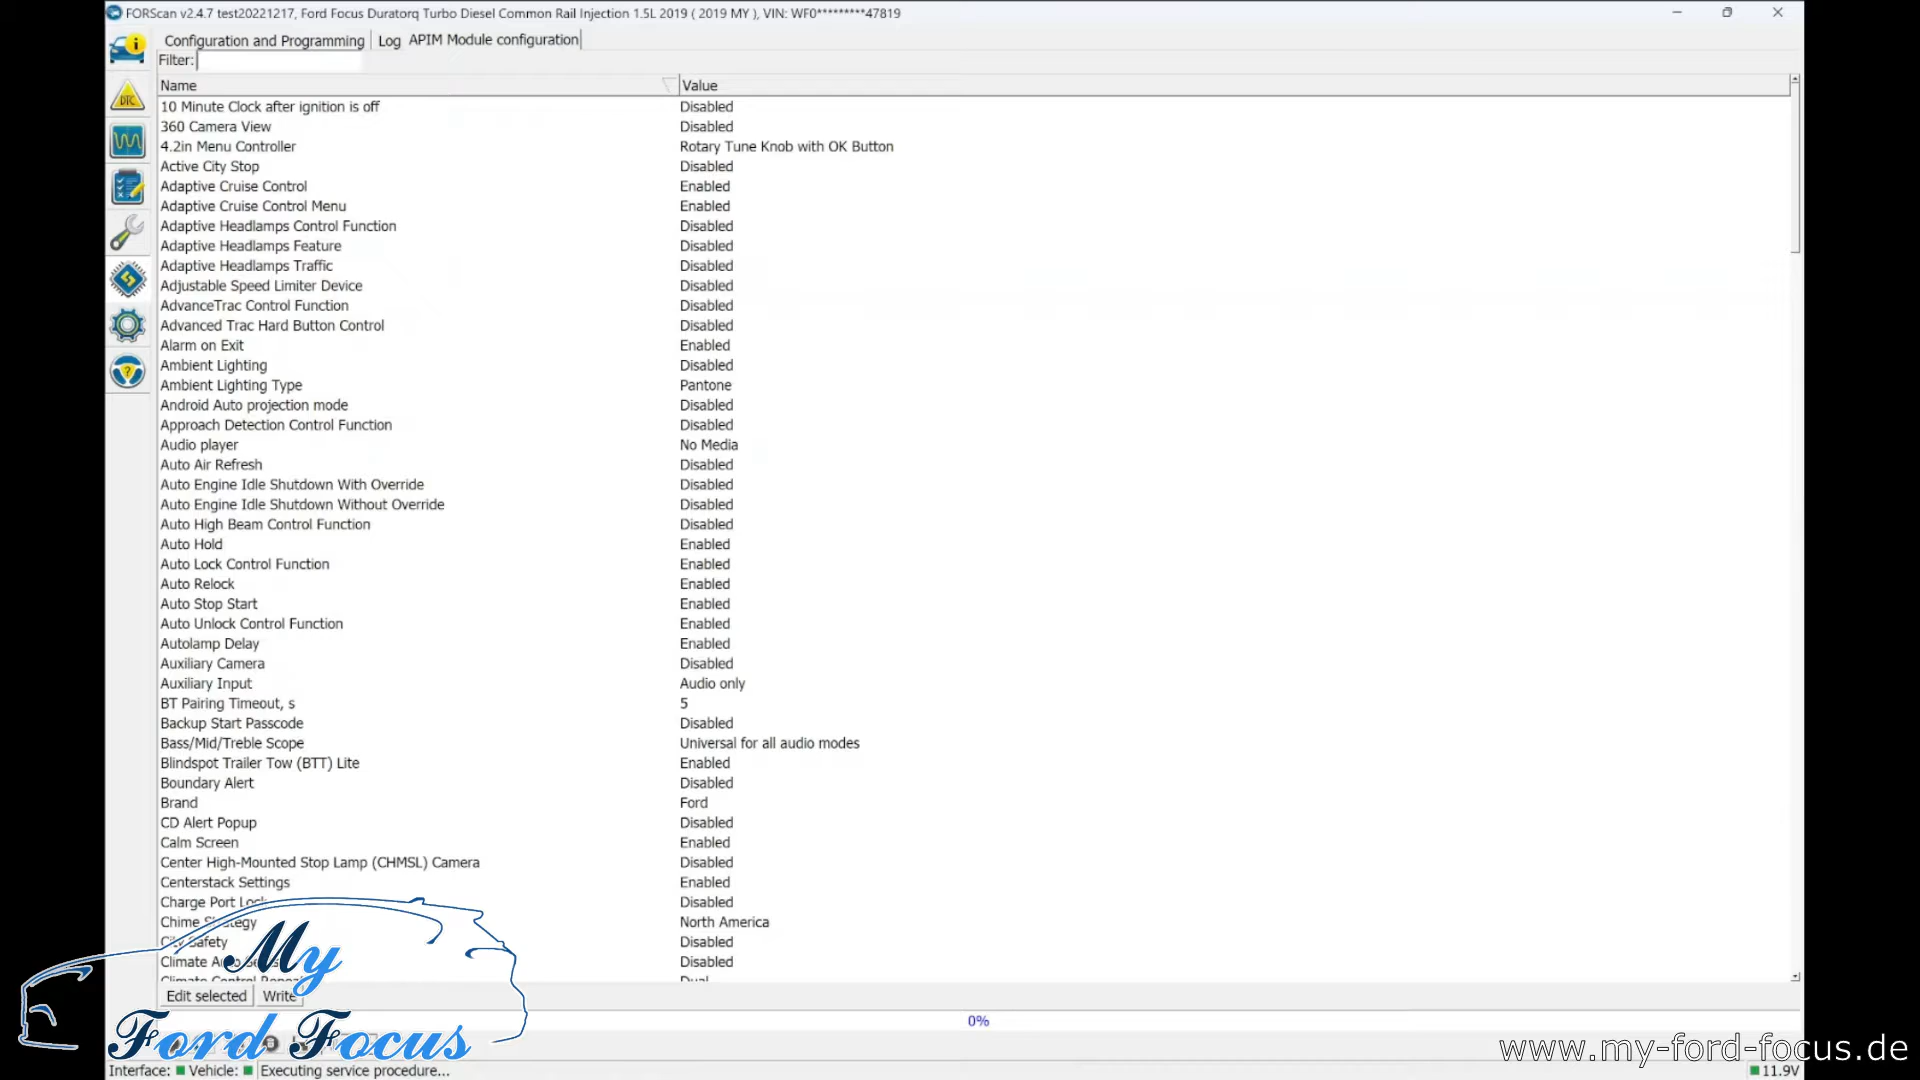 FORScan v2.4.7 test20221217, Ford Focus Duratorq Turbo Diesel Common Rail Injection 1.5L 2019 ( 2019 MY ), VIN: WF0*********47819
Configuration and Programming Log APIM Module configuration
Filter:
Name Value
10 Minute Clock after ignition is off Disabled
360 Camera View Disabled
4.2in Menu Controller Rotary Tune Knob with OK Button
Active City Stop Disabled
Adaptive Cruise Control Enabled
Adaptive Cruise Control Menu Enabled
Adaptive Headlamps Control Function Disabled
Adaptive Headlamps Feature Disabled
Adaptive Headlamps Traffic Disabled
Adjustable Speed Limiter Device Disabled
AdvanceTrac Control Function Disabled
Advanced Trac Hard Button Control Disabled
Alarm on Exit Enabled
Ambient Lighting Disabled
Ambient Lighting Type Pantone
Android Auto projection mode Disabled
Approach Detection Control Function Disabled
Audio player No Media
Auto Air Refresh Disabled
Auto Engine Idle Shutdown With Override Disabled
Auto Engine Idle Shutdown Without Override Disabled
Auto High Beam Control Function Disabled
Auto Hold Enabled
Auto Lock Control Function Enabled
Auto Relock Enabled
Auto Stop Start Enabled
Auto Unlock Control Function Enabled
Autolamp Delay Enabled
Auxiliary Camera Disabled
Auxiliary Input Audio only
BT Pairing Timeout, s 5
Backup Start Passcode Disabled
Bass/Mid/Treble Scope Universal for all audio modes
Blindspot Trailer Tow (BTT) Lite Enabled
Boundary Alert Disabled
Brand Ford
CD Alert Popup Disabled
Calm Screen Enabled
Center High-Mounted Stop Lamp (CHMSL) Camera Disabled
Centerstack Settings Enabled
Charge Port Lock Disabled
Chime Strategy North America
City Safety Disabled
Climate Disabled
Climate Control Dual
Edit selected Write
0%
My
Ford Focus
www.my-ford-focus.de
Interface: Vehicle: Executing service procedure... 11.9V